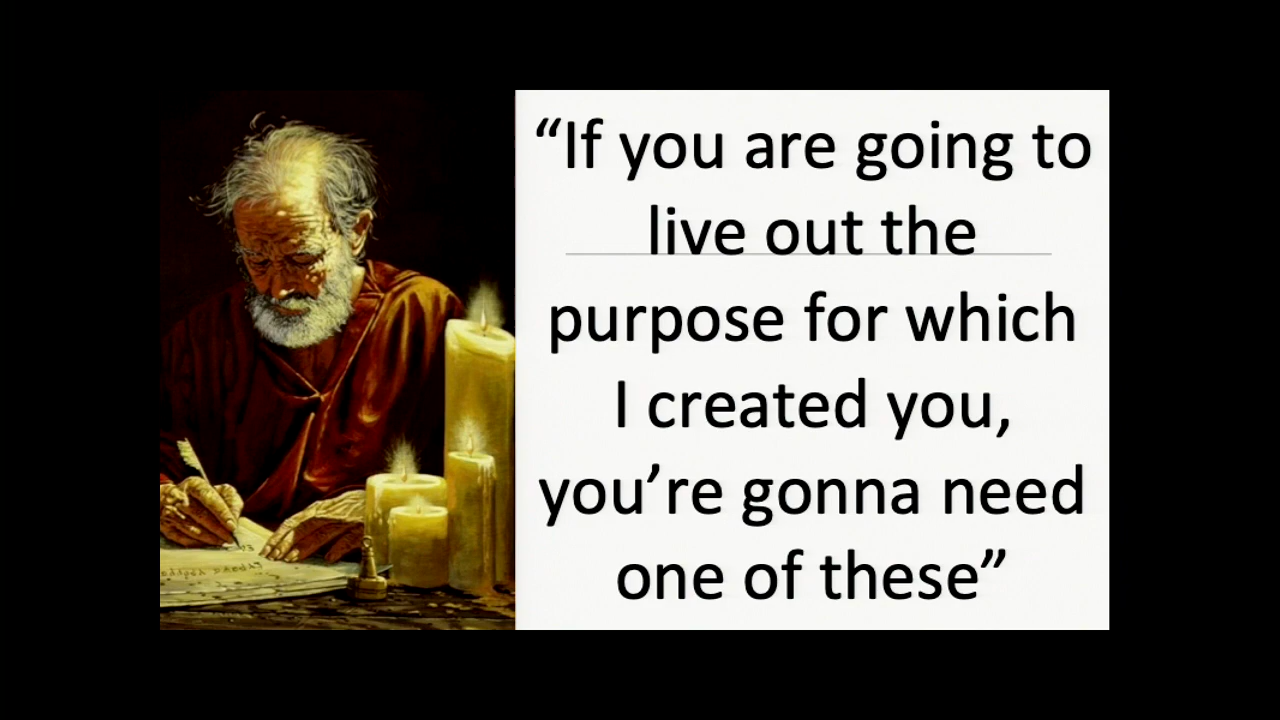 “If you are going to
live out the
purpose for which
I created you,
you’re gonna need
one of these”